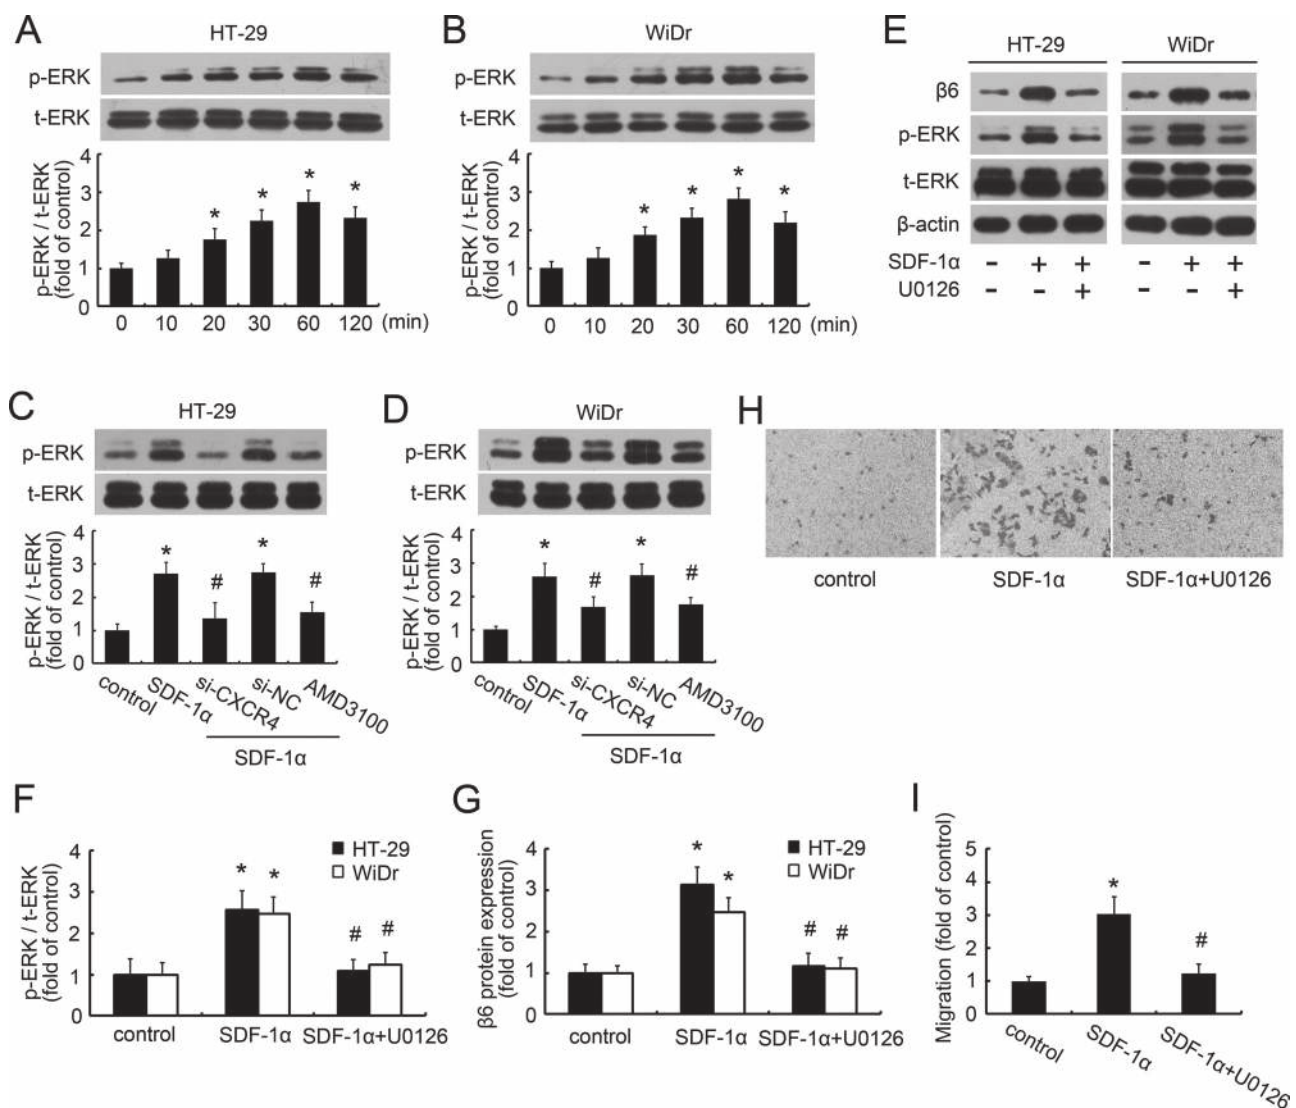 A
HT-29
p-ERK
t-ERK
p-ERK / t-ERK
(fold of control)
4
3
2
1
0
* * * *
0 10 20 30 60 120 (min)
B
WiDr
p-ERK
t-ERK
p-ERK / t-ERK
(fold of control)
4
3
2
1
0
* * * *
0 10 20 30 60 120 (min)
E
HT-29 WiDr
β6
p-ERK
t-ERK
β-actin
SDF-1α - + + - + +
U0126 - - + - - +
C
HT-29
p-ERK
t-ERK
p-ERK / t-ERK
(fold of control)
4
3
2
1
0
* # * #
control SDF-1α si-CXCR4 si-NC AMD3100
SDF-1α
D
WiDr
p-ERK
t-ERK
p-ERK / t-ERK
(fold of control)
4
3
2
1
0
* # * #
control SDF-1α si-CXCR4 si-NC AMD3100
SDF-1α
H
control SDF-1α SDF-1α+U0126
F
p-ERK / t-ERK
(fold of control)
4
3
2
1
0
HT-29
WiDr
* * # #
control SDF-1α SDF-1α+U0126
G
β6 protein expression
(fold of control)
4
3
2
1
0
HT-29
WiDr
* * # #
control SDF-1α SDF-1α+U0126
I
Migration (fold of control)
5
4
3
2
1
0
* #
control SDF-1α SDF-1α+U0126